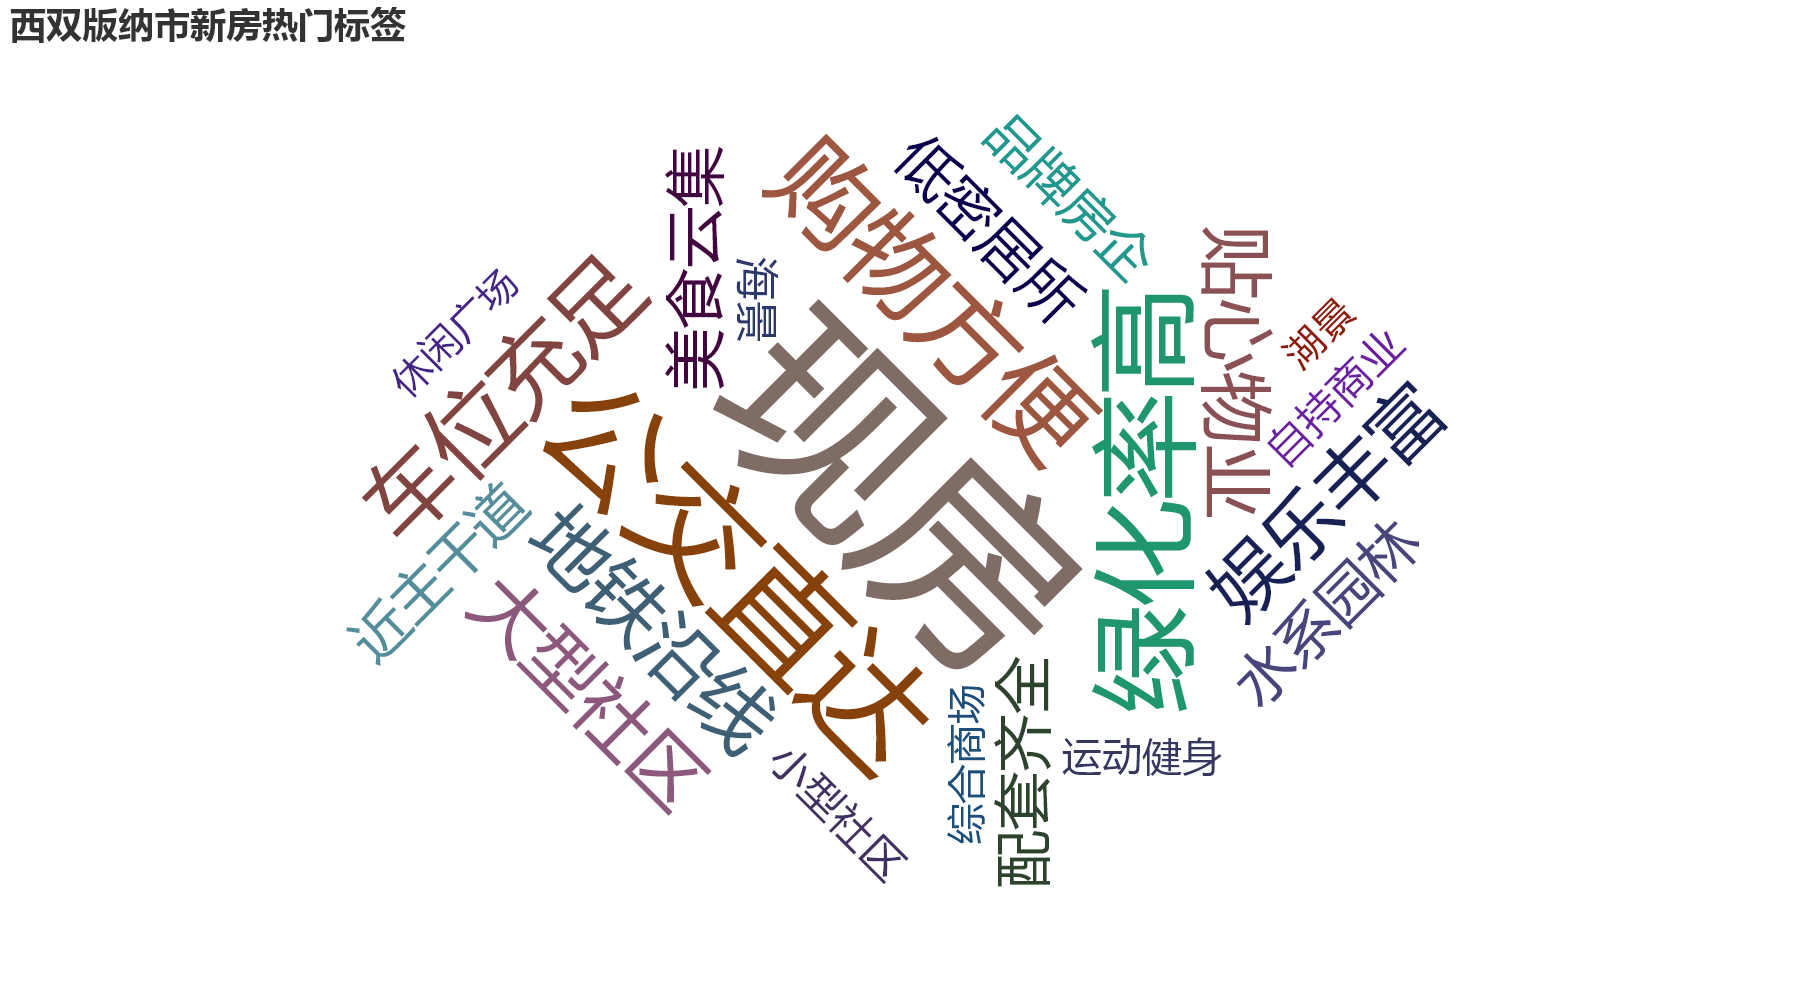 西双版纳市新房热门标签
品牌房企
购物方便
低密居所
美食云集
贴心物业
车位充足
海景
休闲广场
绿化率高
现房
湖景
自持商业
公交直达
娱乐丰富
近主干道
地铁沿线
水系园林
大型社区
配套齐全
综合商场
运动健身
小型社区